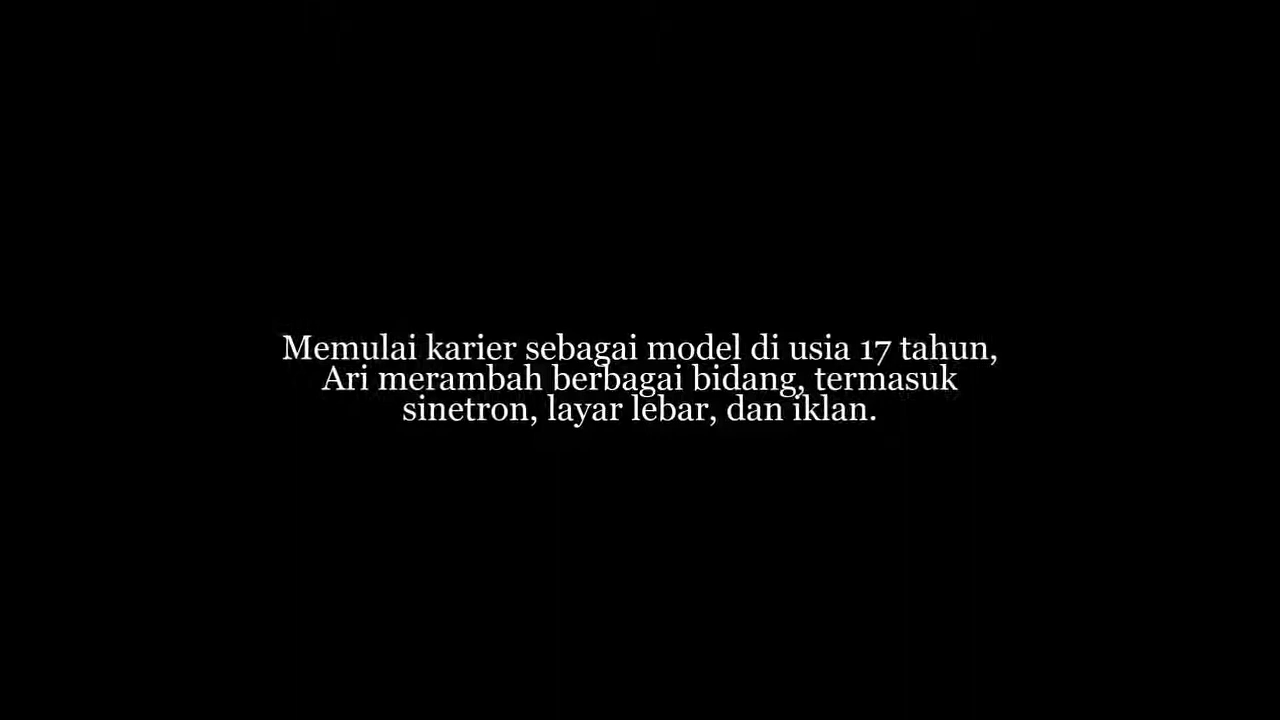 Memulai karier sebagai model di usia 17 tahun,
Ari merambah berbagai bidang, termasuk
sinetron, layar lebar, dan iklan.